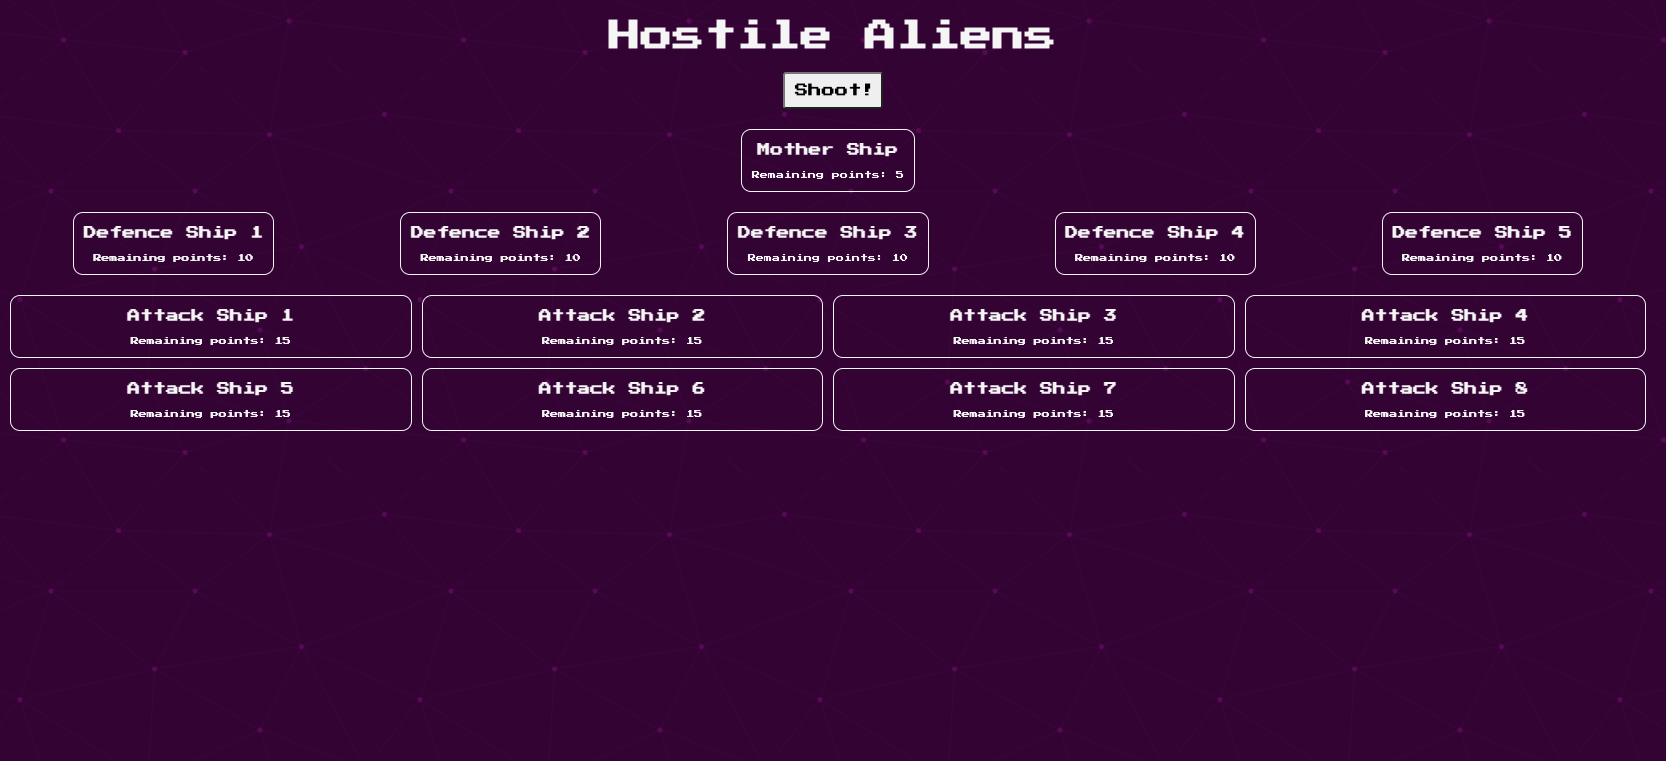 Hostile Aliens
Shoot!
Mother Ship
Remaining points: 5
Defence Ship 1
Remaining points: 10
Defence Ship 2
Remaining points: 10
Defence Ship 3
Remaining points: 10
Defence Ship 4
Remaining points: 10
Defence Ship 5
Remaining points: 10
Attack Ship 1
Remaining points: 15
Attack Ship 2
Remaining points: 15
Attack Ship 3
Remaining points: 15
Attack Ship 4
Remaining points: 15
Attack Ship 5
Remaining points: 15
Attack Ship 6
Remaining points: 15
Attack Ship 7
Remaining points: 15
Attack Ship 8
Remaining points: 15